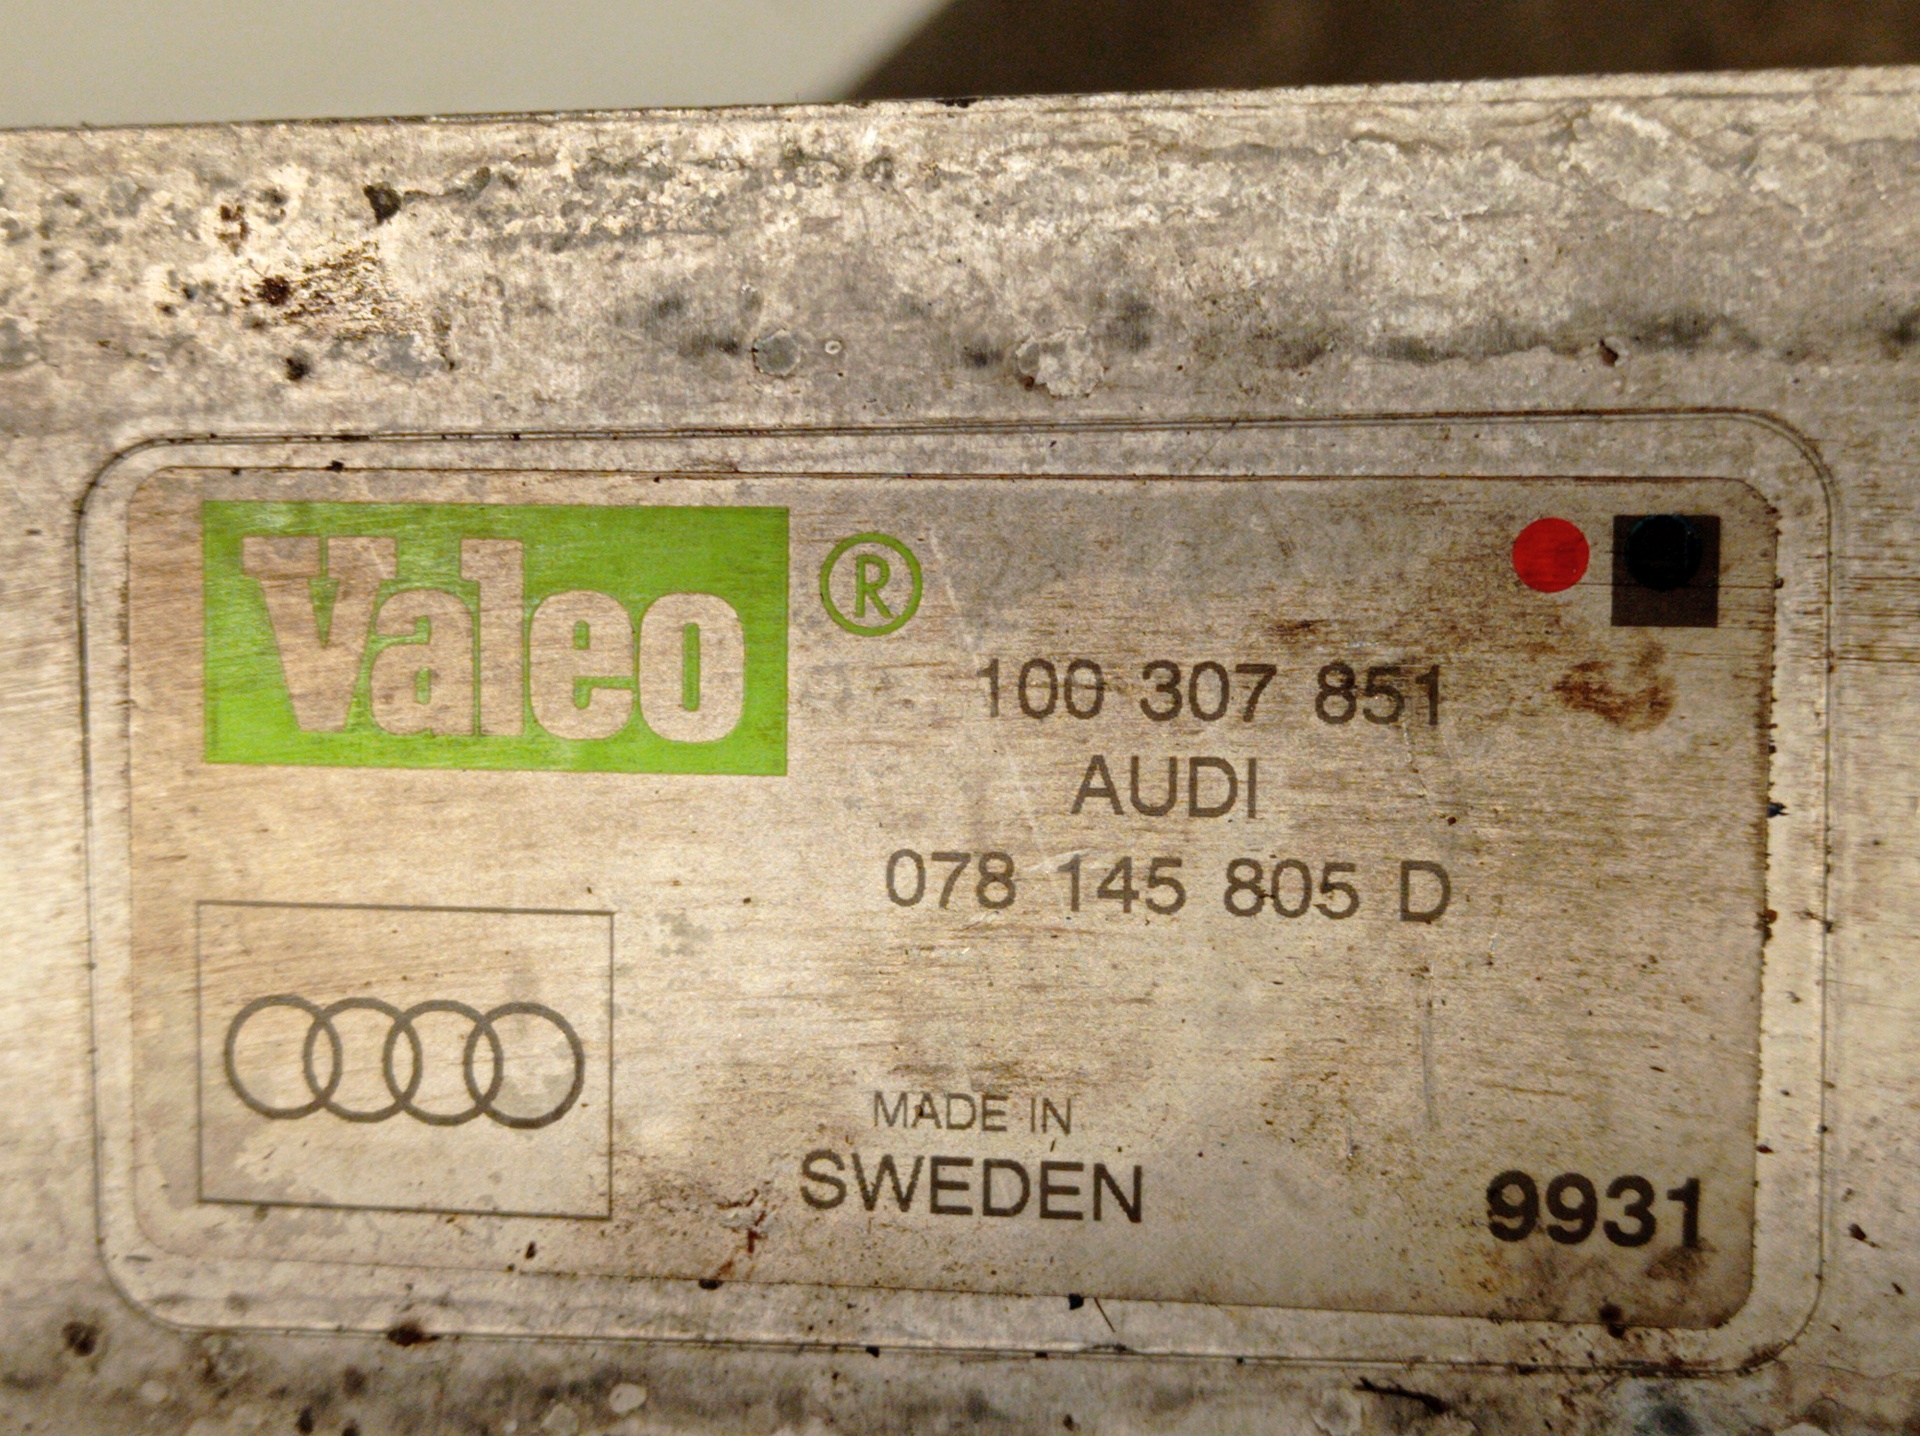 Valeo ®
100 307 851
AUDI
078 145 805 D
MADE IN
SWEDEN
9931